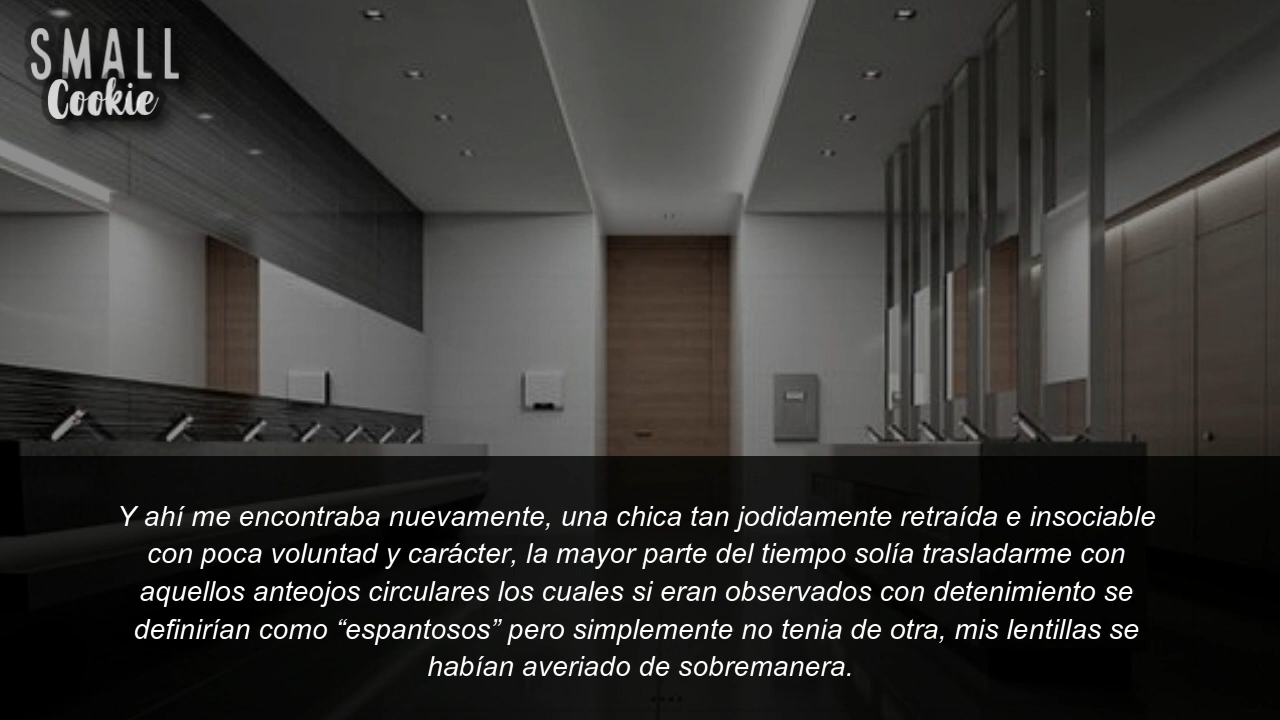 SMALL
Cookie
Y ahí me encontraba nuevamente, una chica tan jodidamente retraída e insociable
con poca voluntad y carácter, la mayor parte del tiempo solía trasladarme con
aquellos anteojos circulares los cuales si eran observados con detenimiento se
definirían como “espantosos” pero simplemente no tenia de otra, mis lentillas se
habían averiado de sobremanera.